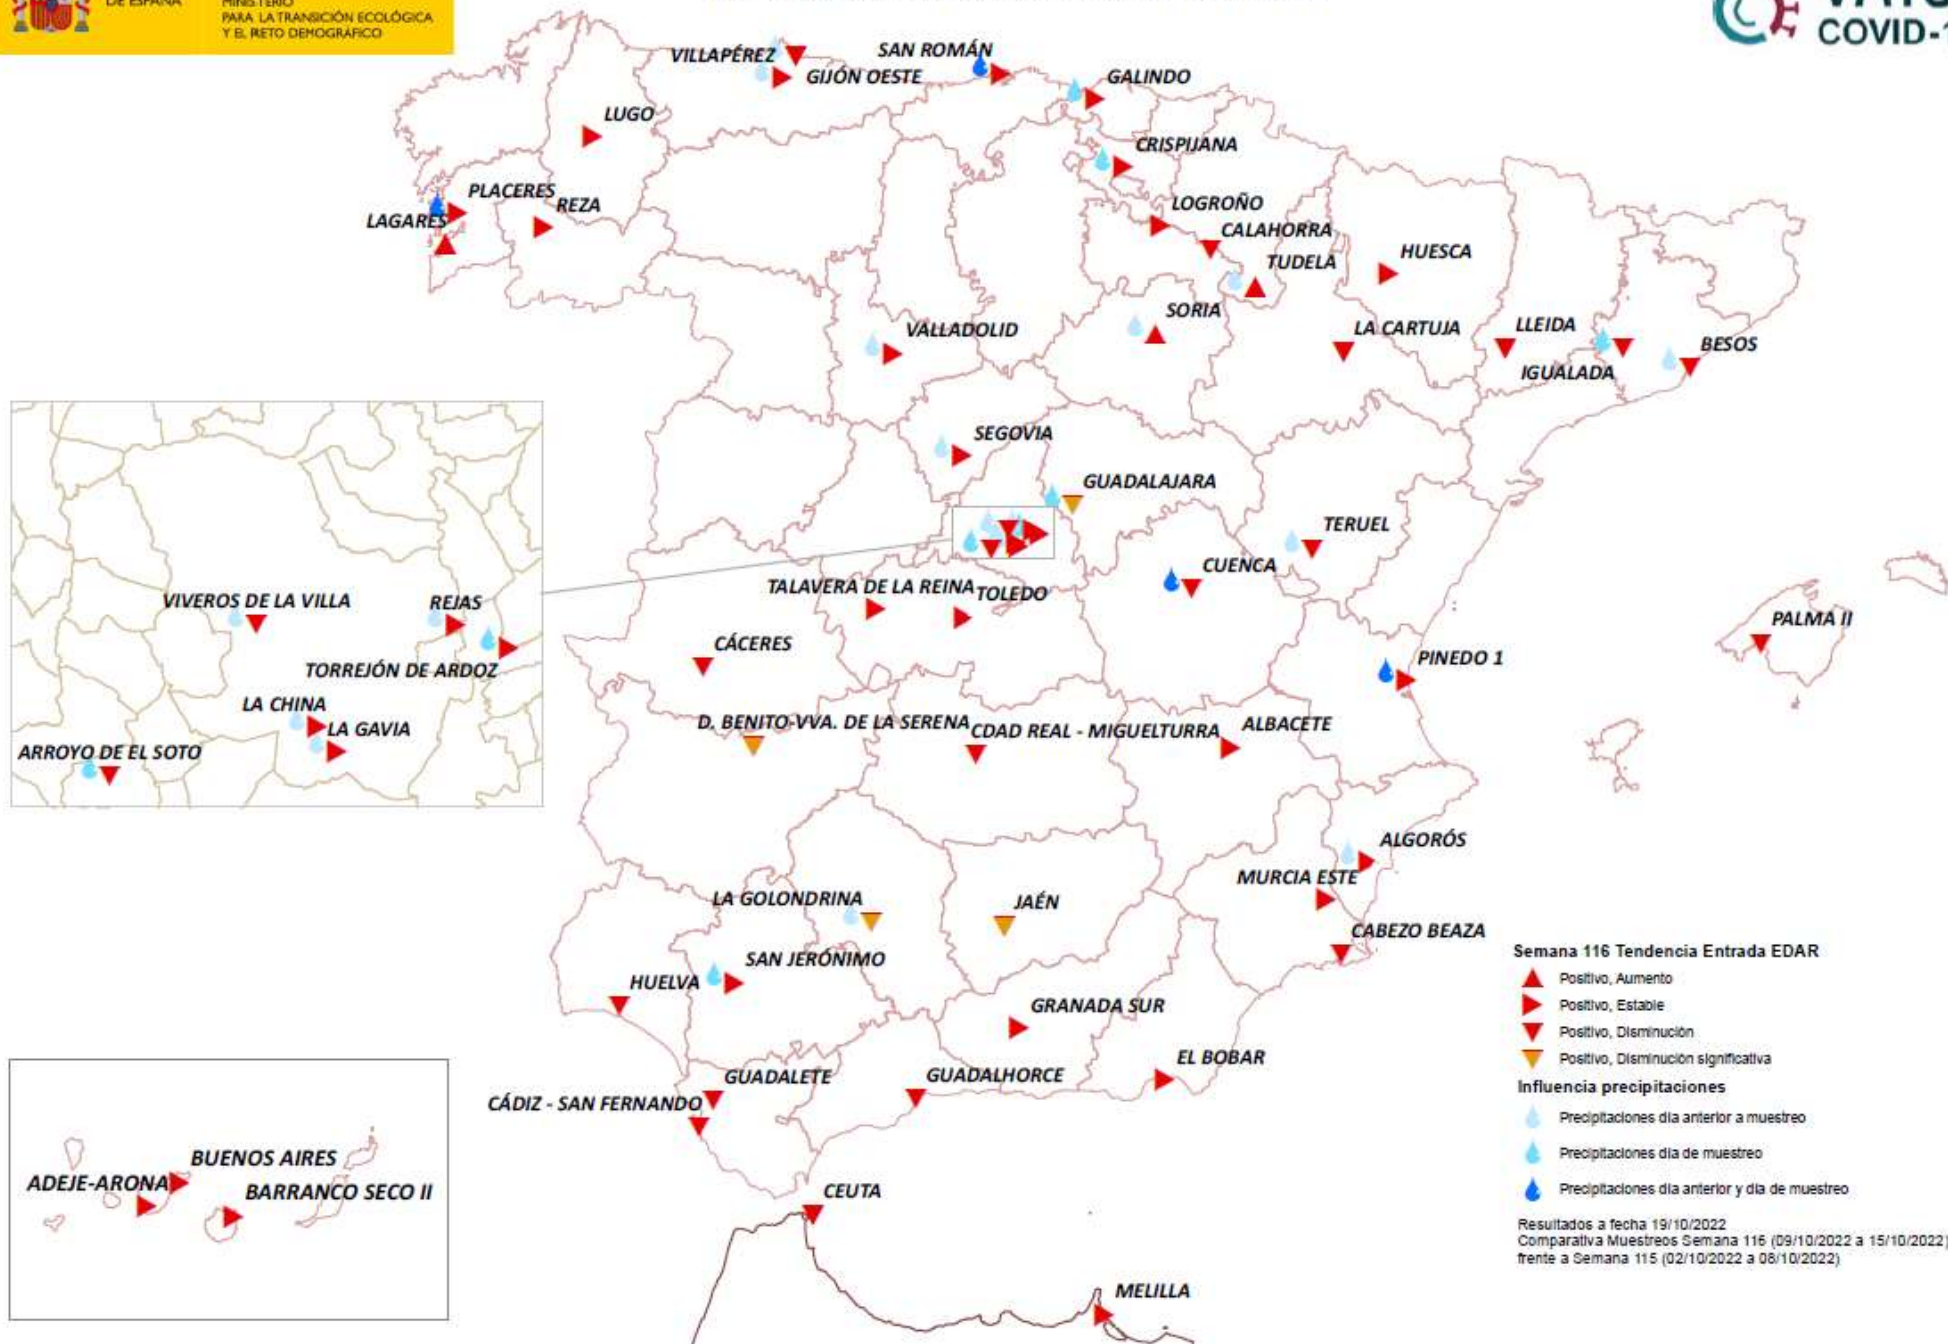 DE ESPAÑA
MINISTERIO
PARA LA TRANSICIÓN ECOLÓGICA
Y EL RETO DEMOGRÁFICO
COVID-1
VILLAPÉREZ
SAN ROMÁN
GIJÓN OESTE
GALINDO
LUGO
CRISPIJANA
PLACERES
REZA
LOGROÑO
LAGARES
CALAHORRA
HUESCA
TUDELA
SORIA
VALLADOLID
LA CARTUJA
LLEIDA
BESOS
IGUALADA
SEGOVIA
GUADALAJARA
TERUEL
CUENCA
TALAVERA DE LA REINA
TOLEDO
VIVEROS DE LA VILLA
REJAS
PALMA II
CÁCERES
PINEDO 1
TORREJÓN DE ARDOZ
LA CHINA
LA GAVIA
D. BENITO-VVA. DE LA SERENA
CDAD REAL - MIGUELTURRA
ALBACETE
ARROYO DE EL SOTO
ALGORÓS
MURCIA ESTE
LA GOLONDRINA
JAÉN
CABEZO BEAZA
SAN JERÓNIMO
HUELVA
GRANADA SUR
EL BOBAR
GUADALETE
GUADALHORCE
CÁDIZ - SAN FERNANDO
BUENOS AIRES
ADEJE-ARONA
BARRANCO SECO II
CEUTA
MELILLA
Semana 116 Tendencia Entrada EDAR
Positivo, Aumento
Positivo, Estable
Positivo, Disminución
Positivo, Disminución significativa
Influencia precipitaciones
Precipitaciones día anterior a muestreo
Precipitaciones día de muestreo
Precipitaciones día anterior y día de muestreo
Resultados a fecha 19/10/2022
Comparativa Muestreos Semana 116 (09/10/2022 a 15/10/2022)
frente a Semana 115 (02/10/2022 a 08/10/2022)